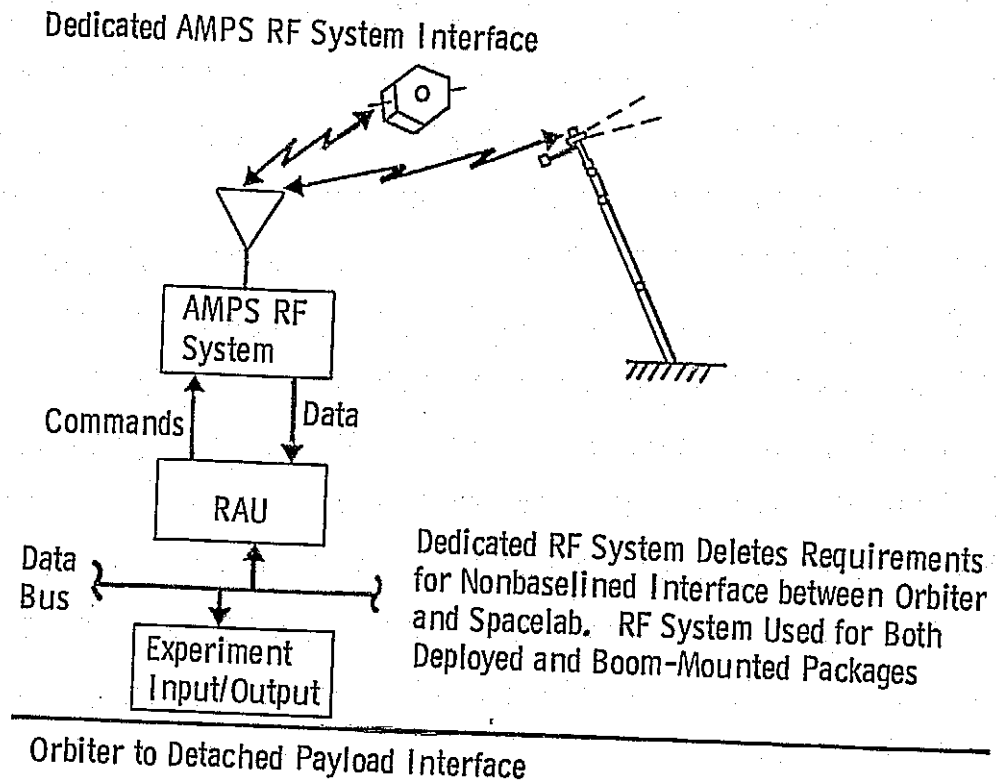 Dedicated AMPS RF System Interface
AMPS RF
System
Commands
Data
RAU
Data
Bus
Experiment
Input/Output
Dedicated RF System Deletes Requirements
for Nonbaselined Interface between Orbiter
and Spacelab. RF System Used for Both
Deployed and Boom-Mounted Packages
Orbiter to Detached Payload Interface